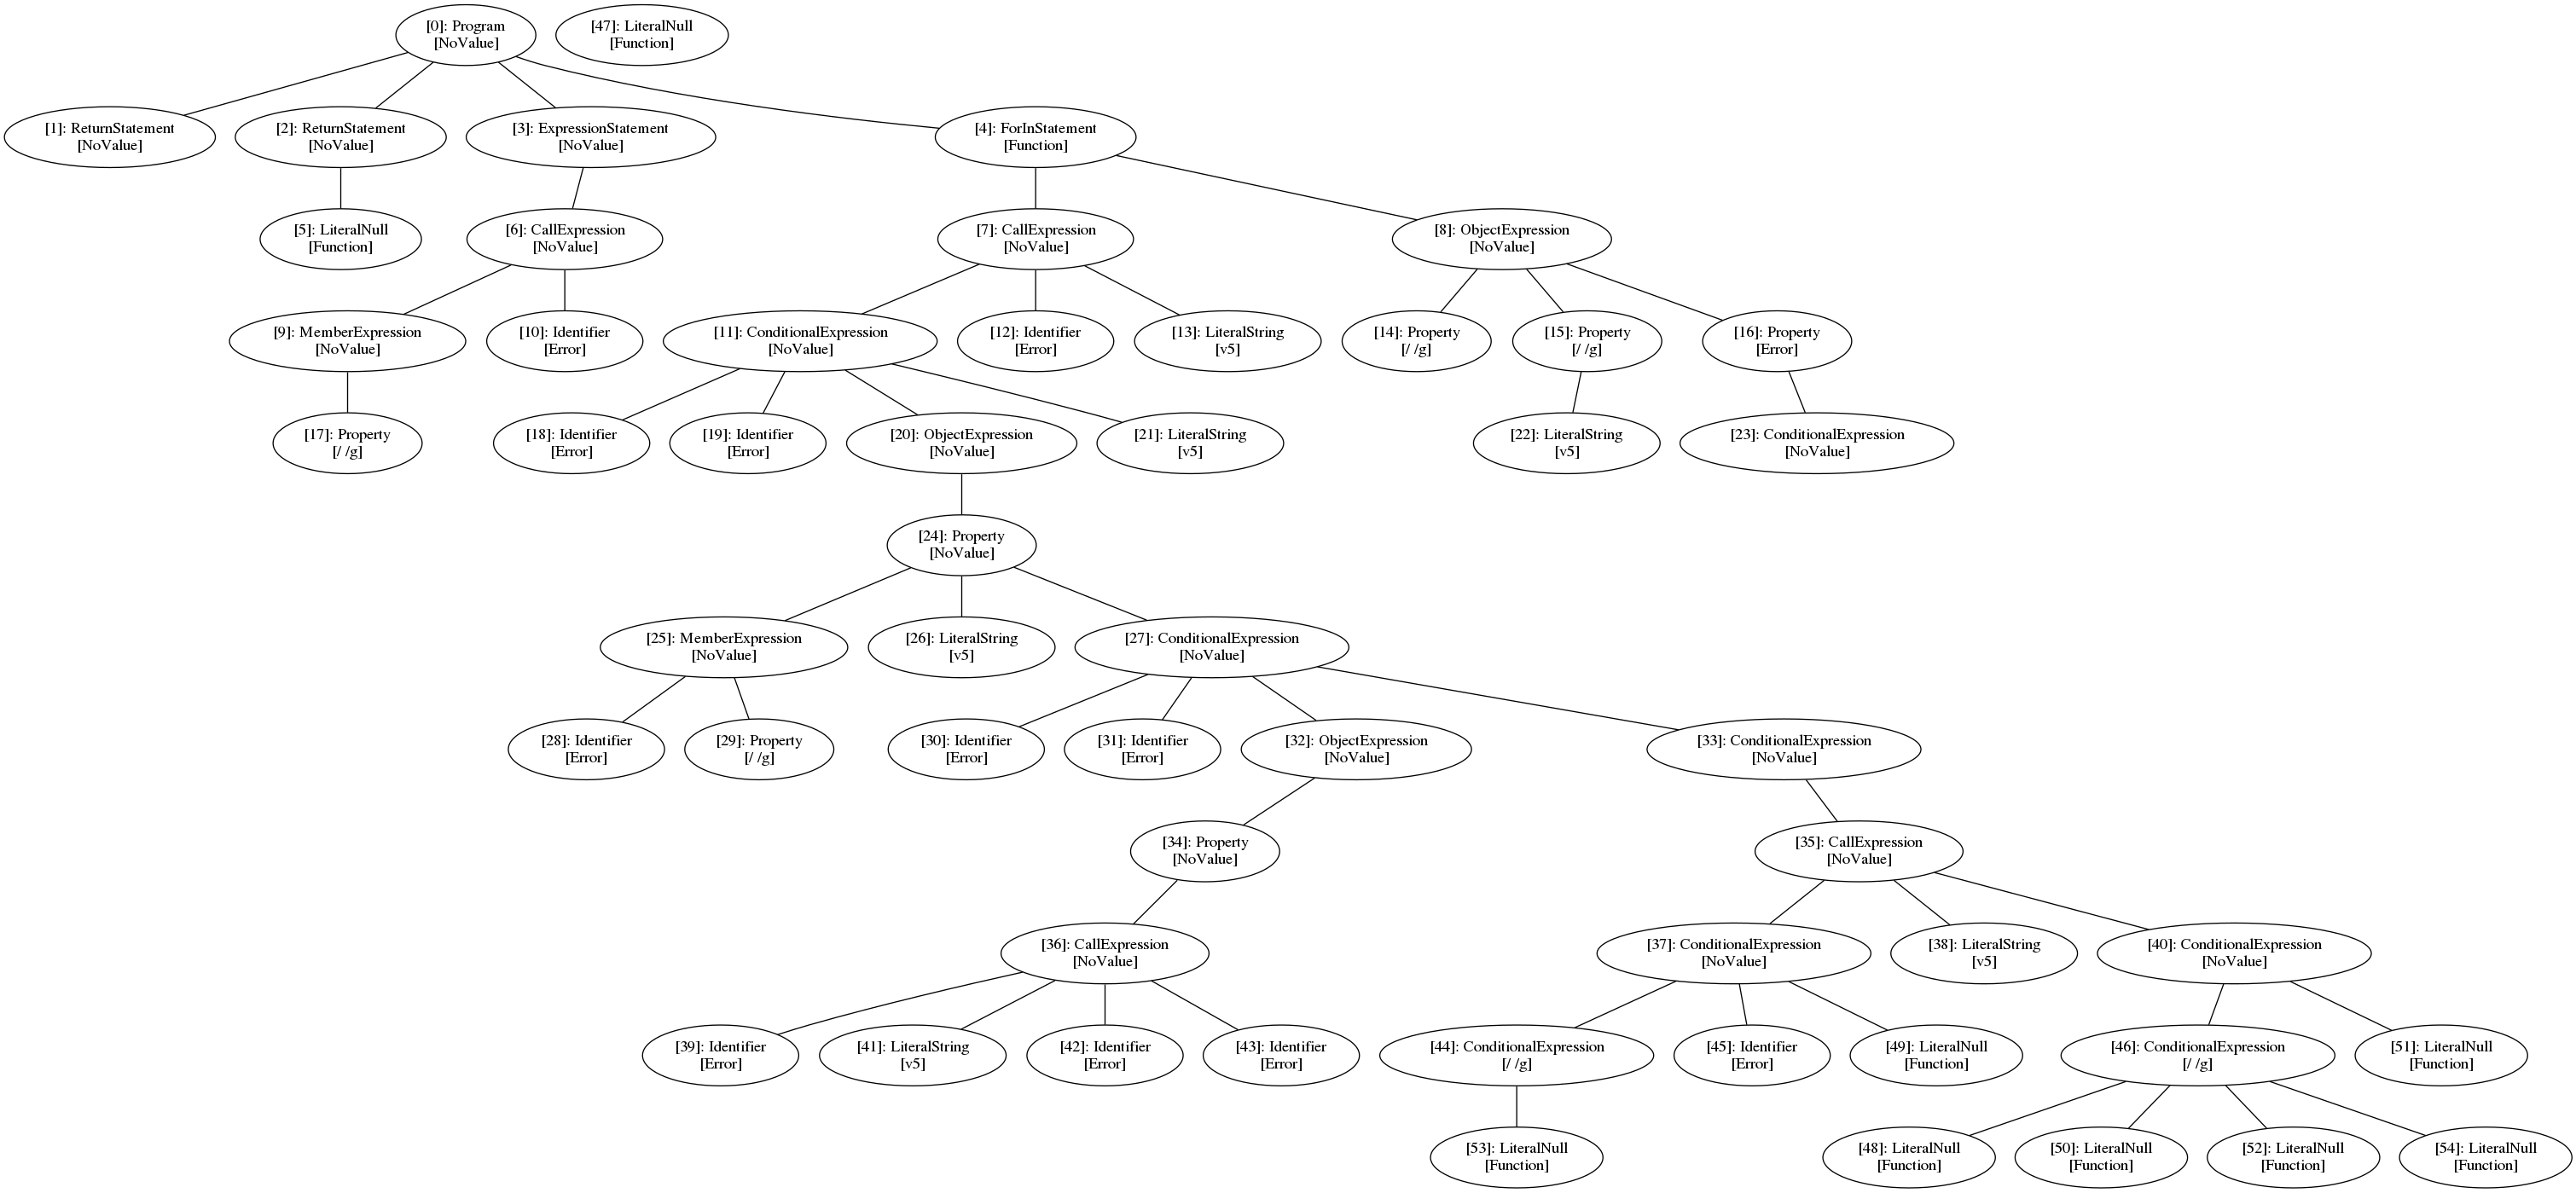 [0]: Program
[NoValue]
[47]: LiteralNull
[Function]
[1]: ReturnStatement
[NoValue]
[2]: ReturnStatement
[NoValue]
[3]: ExpressionStatement
[NoValue]
[4]: ForInStatement
[Function]
[5]: LiteralNull
[Function]
[6]: CallExpression
[NoValue]
[7]: CallExpression
[NoValue]
[8]: ObjectExpression
[NoValue]
[9]: MemberExpression
[NoValue]
[10]: Identifier
[Error]
[11]: ConditionalExpression
[NoValue]
[12]: Identifier
[Error]
[13]: LiteralString
[v5]
[14]: Property
[/ /g]
[15]: Property
[/ /g]
[16]: Property
[Error]
[17]: Property
[/ /g]
[18]: Identifier
[Error]
[19]: Identifier
[Error]
[20]: ObjectExpression
[NoValue]
[21]: LiteralString
[v5]
[22]: LiteralString
[v5]
[23]: ConditionalExpression
[NoValue]
[24]: Property
[NoValue]
[25]: MemberExpression
[NoValue]
[26]: LiteralString
[v5]
[27]: ConditionalExpression
[NoValue]
[28]: Identifier
[Error]
[29]: Property
[/ /g]
[30]: Identifier
[Error]
[31]: Identifier
[Error]
[32]: ObjectExpression
[NoValue]
[33]: ConditionalExpression
[NoValue]
[34]: Property
[NoValue]
[35]: CallExpression
[NoValue]
[36]: CallExpression
[NoValue]
[37]: ConditionalExpression
[NoValue]
[38]: LiteralString
[v5]
[40]: ConditionalExpression
[NoValue]
[39]: Identifier
[Error]
[41]: LiteralString
[v5]
[42]: Identifier
[Error]
[43]: Identifier
[Error]
[44]: ConditionalExpression
[/ /g]
[45]: Identifier
[Error]
[49]: LiteralNull
[Function]
[46]: ConditionalExpression
[/ /g]
[51]: LiteralNull
[Function]
[53]: LiteralNull
[Function]
[48]: LiteralNull
[Function]
[50]: LiteralNull
[Function]
[52]: LiteralNull
[Function]
[54]: LiteralNull
[Function]